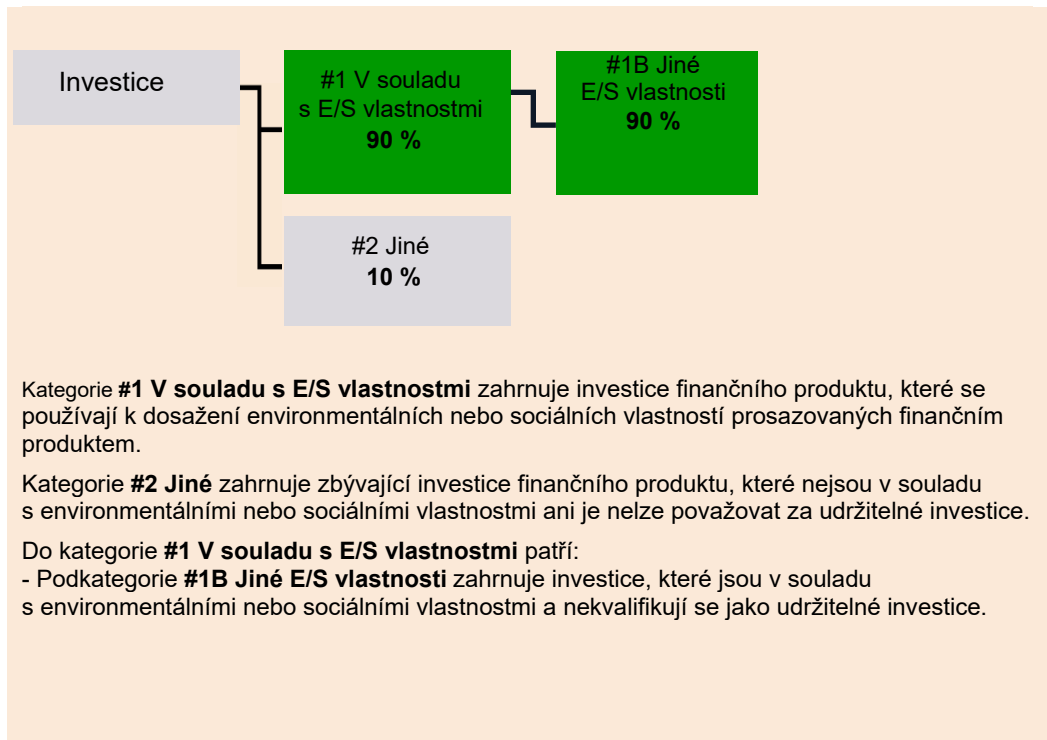 Investice
#1 V souladu
s E/S vlastnostmi
90 %
#1B Jiné
E/S vlastnosti
90 %
#2 Jiné
10 %
Kategorie #1 V souladu s E/S vlastnostmi zahrnuje investice finančního produktu, které se
používají k dosažení environmentálních nebo sociálních vlastností prosazovaných finančním
produktem.
Kategorie #2 Jiné zahrnuje zbývající investice finančního produktu, které nejsou v souladu
s environmentálními nebo sociálními vlastnostmi ani je nelze považovat za udržitelné investice.
Do kategorie #1 V souladu s E/S vlastnostmi patří:
- Podkategorie #1B Jiné E/S vlastnosti zahrnuje investice, které jsou v souladu
s environmentálními nebo sociálními vlastnostmi a nekvalifikují se jako udržitelné investice.